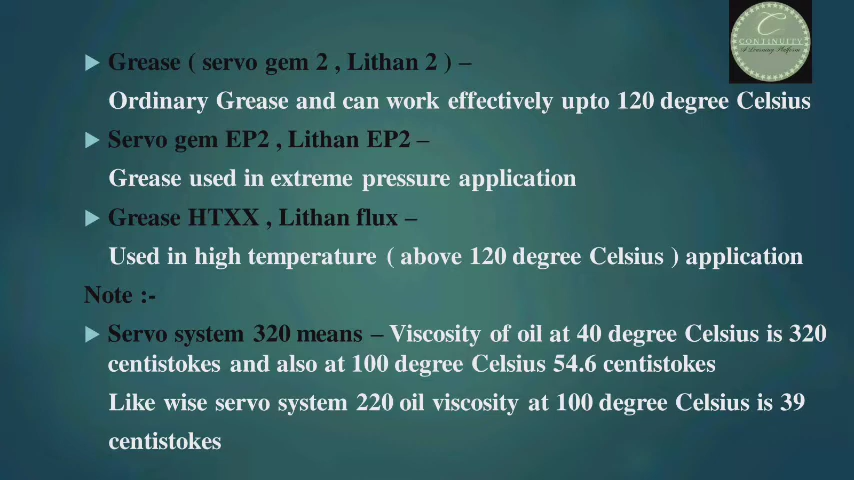 C
CONTINUITY
A Learning Platform
Grease ( servo gem 2 , Lithan 2 ) –
Ordinary Grease and can work effectively upto 120 degree Celsius
Servo gem EP2 , Lithan EP2 –
Grease used in extreme pressure application
Grease HTXX , Lithan flux –
Used in high temperature ( above 120 degree Celsius ) application
Note :-
Servo system 320 means – Viscosity of oil at 40 degree Celsius is 320
centistokes and also at 100 degree Celsius 54.6 centistokes
Like wise servo system 220 oil viscosity at 100 degree Celsius is 39
centistokes